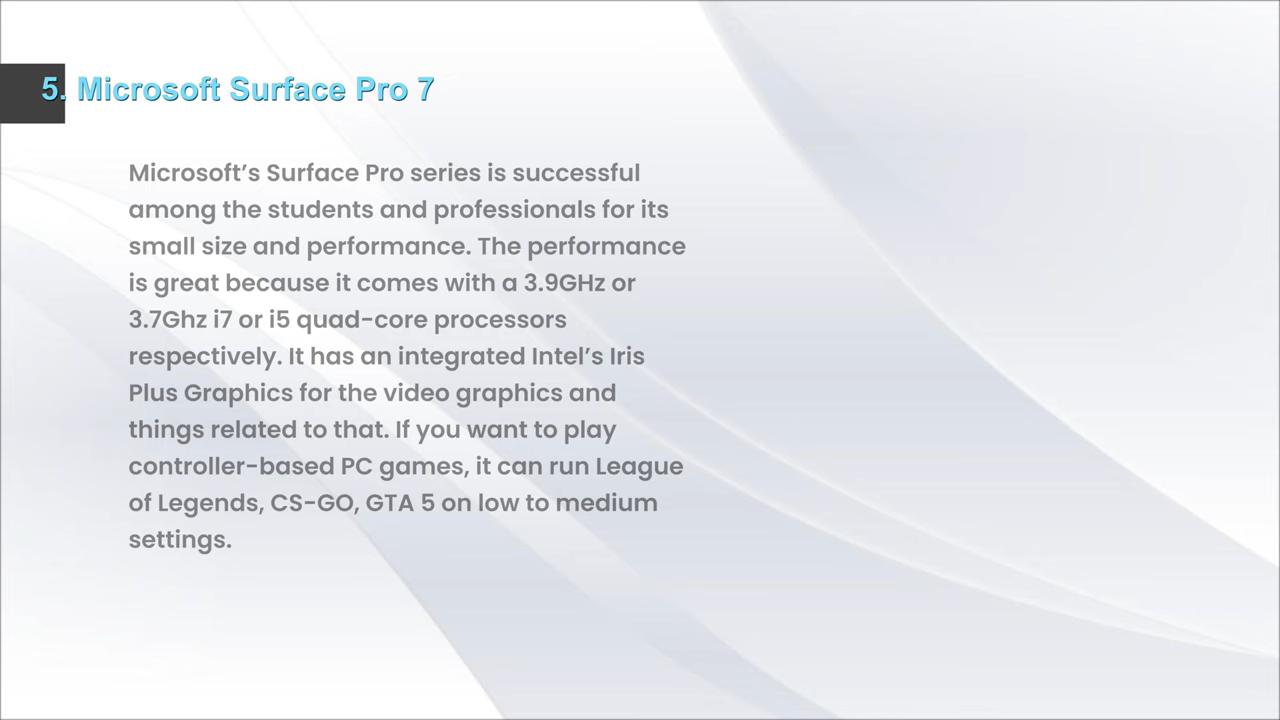 5. Microsoft Surface Pro 7
Microsoft’s Surface Pro series is successful
among the students and professionals for its
small size and performance. The performance
is great because it comes with a 3.9GHz or
3.7Ghz i7 or i5 quad-core processors
respectively. It has an integrated Intel’s Iris
Plus Graphics for the video graphics and
things related to that. If you want to play
controller-based PC games, it can run League
of Legends, CS-GO, GTA 5 on low to medium
settings.